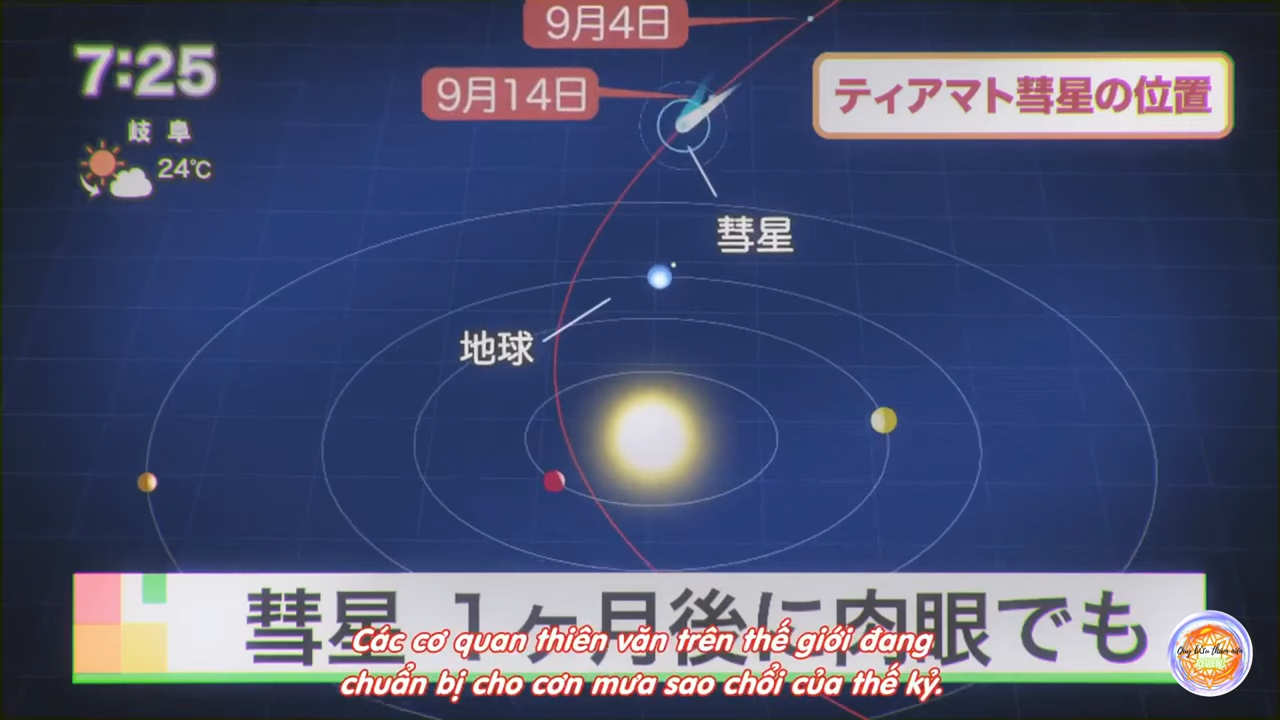 9月4日
7:25
9月14日
ティアマト彗星の位置
岐阜
24℃
彗星
地球
彗星 1ヶ月後に肉眼でも
Các cơ quan thiên văn trên thế giới đang
chuẩn bị cho cơn mưa sao chổi của thế kỷ.